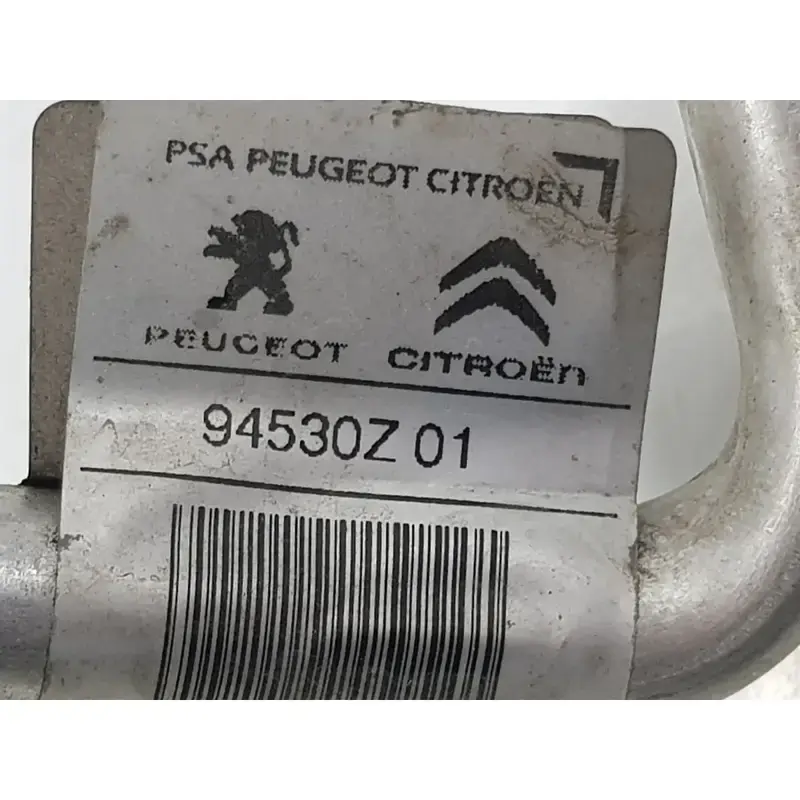 PSA PEUGEOT CITROËN
PEUGEOT CITROËn
94530Z 01